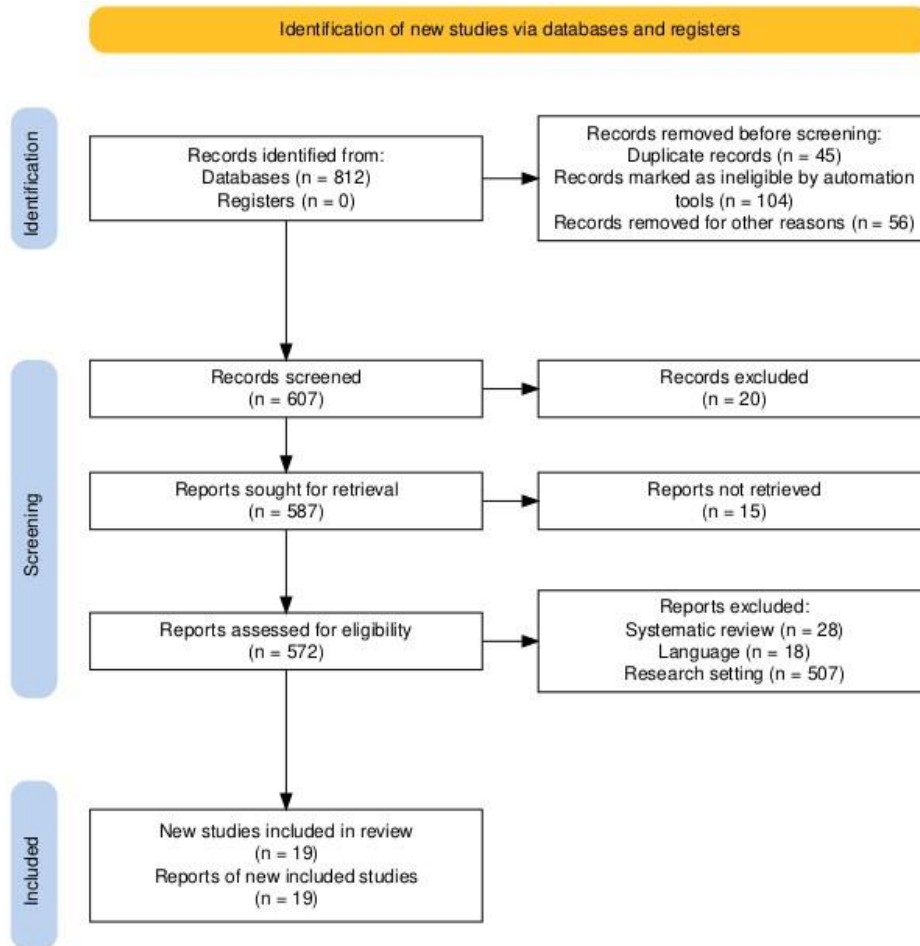 Identification of new studies via databases and registers
Identification
Records identified from:
Databases (n = 812)
Registers (n = 0)
Records removed before screening:
Duplicate records (n = 45)
Records marked as ineligible by automation
tools (n = 104)
Records removed for other reasons (n = 56)
Screening
Records screened
(n = 607)
Records excluded
(n = 20)
Reports sought for retrieval
(n = 587)
Reports not retrieved
(n = 15)
Reports assessed for eligibility
(n = 572)
Reports excluded:
Systematic review (n = 28)
Language (n = 18)
Research setting (n = 507)
Included
New studies included in review
(n = 19)
Reports of new included studies
(n = 19)